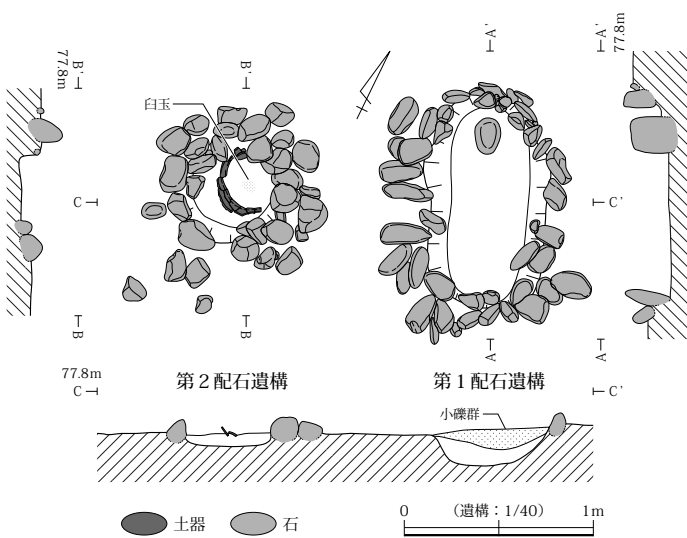 77.8m
B'
B'
A'
A'
77.8m
臼玉
C
C'
B
B
A
A
第２配石遺構
第１配石遺構
77.8m
C
C'
小礫群
土器
石
0
（遺構：1/40）
1m